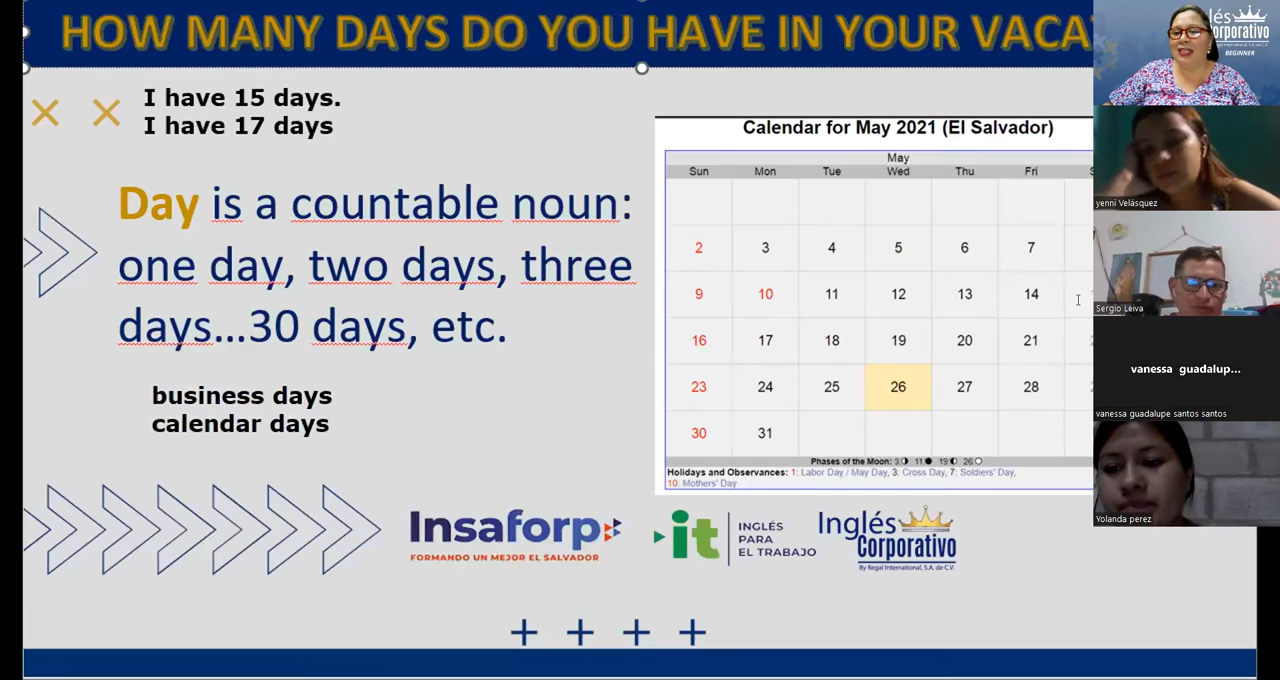 HOW MANY DAYS DO YOU HAVE IN YOUR VACA
I have 15 days.
I have 17 days
Day is a countable noun:
one day, two days, three
days...30 days, etc.
business days
calendar days
Calendar for May 2021 (El Salvador)
May
Sun Mon Tue Wed Thu Fri
2 3 4 5 6 7
9 10 11 12 13 14
16 17 18 19 20 21
23 24 25 26 27 28
30 31
Phases of the Moon: 3 11 19 26
Holidays and Observances: 1: Labor Day / May Day, 3: Cross Day, 7: Soldiers' Day,
10: Mothers' Day
Insaforp
FORMANDO UN MEJOR EL SALVADOR
it
INGLÉS
PARA
EL TRABAJO
Inglés
Corporativo
By Regal International, S.A. de C.V.
lés
orporativo
BEGINNER
yenni Velásquez
Sergio Leiva
vanessa guadalup...
vanessa guadalupe santos santos
Yolanda perez